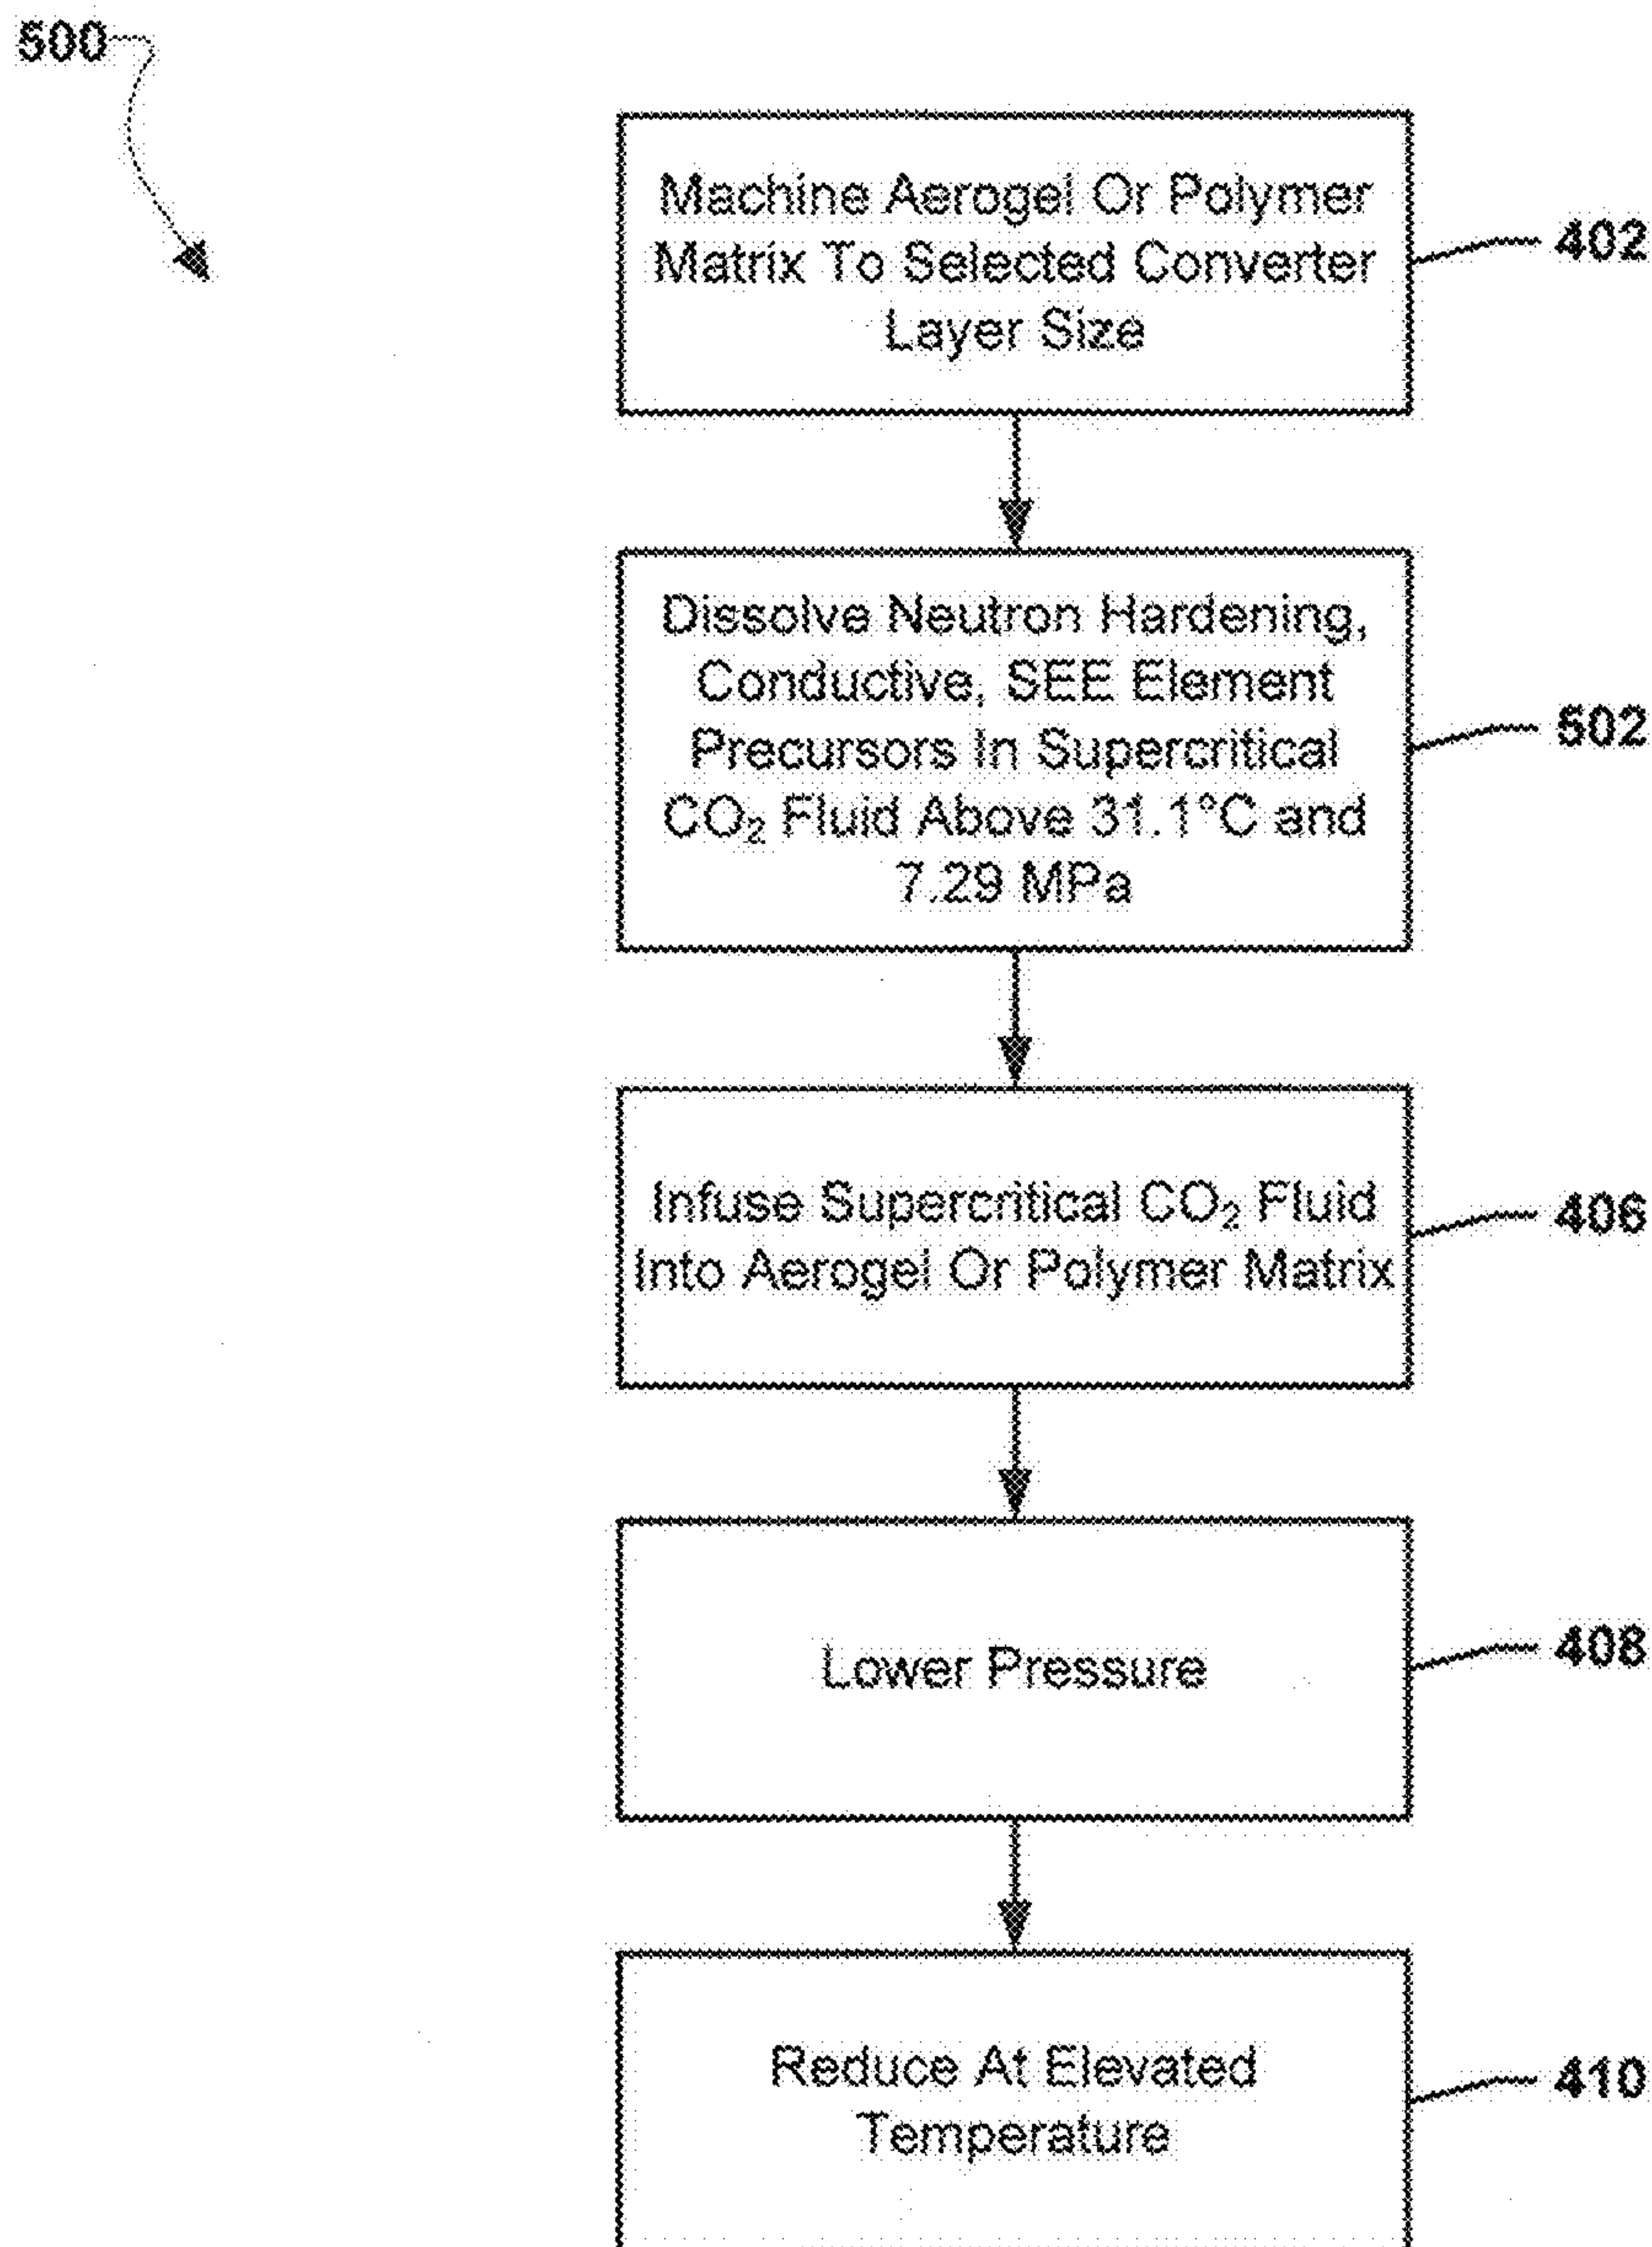 500
Machine Aerogel Or Polymer
Matrix To Selected Converter
Layer Size
402
Dissolve Neutron Hardening,
Conductive, SEE Element
Precursors In Supercritical
CO₂ Fluid Above 31.1°C and
7.29 MPa
502
Infuse Supercritical CO₂ Fluid
Into Aerogel Or Polymer Matrix
406
Lower Pressure
408
Reduce At Elevated
Temperature
410